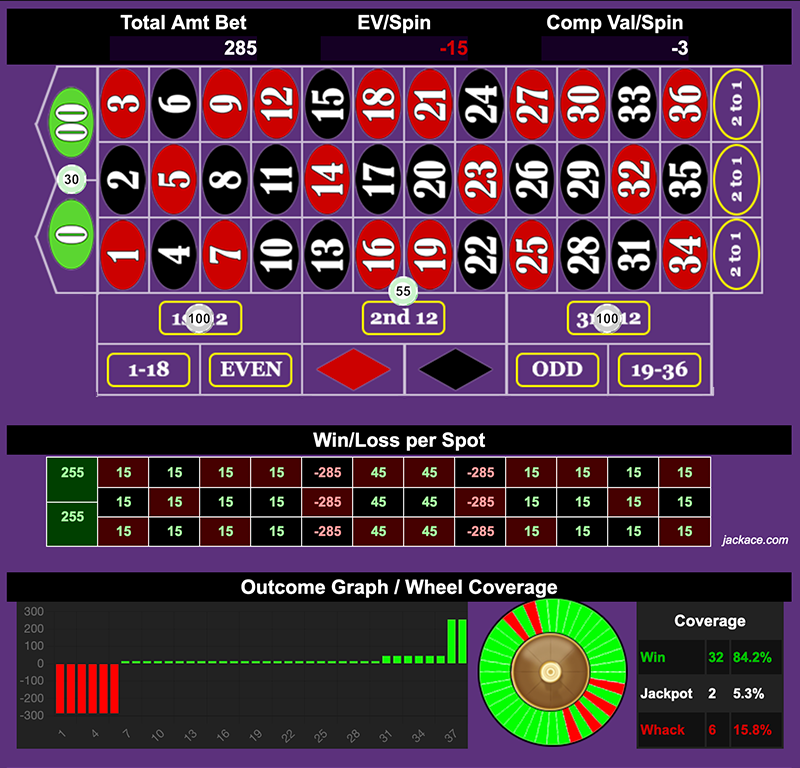 Total Amt Bet EV/Spin Comp Val/Spin
285 -15 -3
00 3 6 9 12 15 18 21 24 27 30 33 36 2 to 1
30
2 5 8 11 14 17 20 23 26 29 32 35 2 to 1
0 1 4 7 10 13 16 19 22 25 28 31 34 2 to 1
55
100 2nd 12 100
1-18 EVEN ODD 19-36
Win/Loss per Spot
255 15 15 15 15 -285 45 45 -285 15 15 15 15
15 15 15 15 -285 45 45 -285 15 15 15 15
255 15 15 15 15 -285 45 45 -285 15 15 15 15
jackace.com
Outcome Graph / Wheel Coverage
300
200
100
0
-100
-200
-300
1 4 7 10 13 16 19 22 25 28 31 34 37
Coverage
Win 32 84.2%
Jackpot 2 5.3%
Whack 6 15.8%